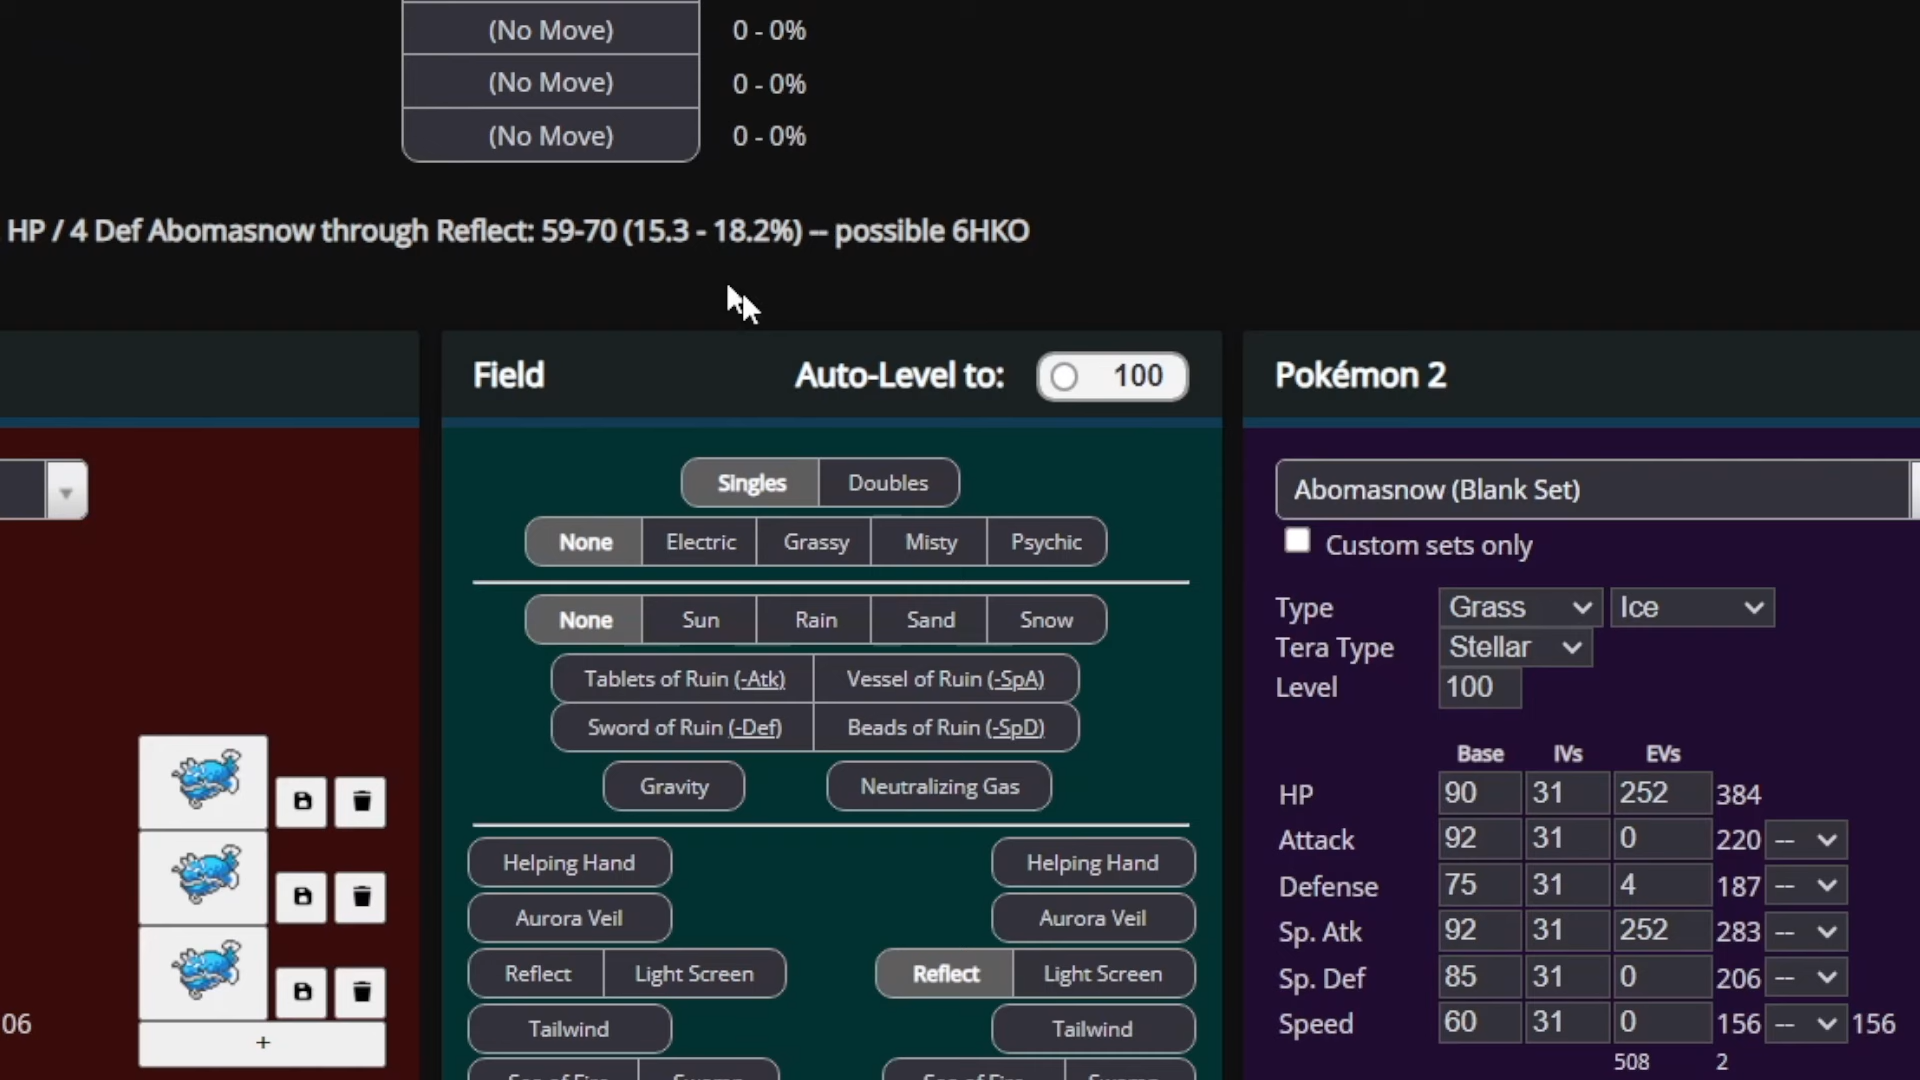 (No Move) 0 - 0%
(No Move) 0 - 0%
(No Move) 0 - 0%
HP / 4 Def Abomasnow through Reflect: 59-70 (15.3 - 18.2%) -- possible 6HKO
Field Auto-Level to: 100
Pokémon 2
Singles Doubles
None Electric Grassy Misty Psychic
None Sun Rain Sand Snow
Tablets of Ruin (-Atk) Vessel of Ruin (-SpA)
Sword of Ruin (-Def) Beads of Ruin (-SpD)
Gravity Neutralizing Gas
Helping Hand Helping Hand
Aurora Veil Aurora Veil
Reflect Light Screen Reflect Light Screen
Tailwind Tailwind
Abomasnow (Blank Set)
Custom sets only
Type Grass Ice
Tera Type Stellar
Level 100
Base IVs EVs
HP 90 31 252 384
Attack 92 31 0 220 --
Defense 75 31 4 187 --
Sp. Atk 92 31 252 283 --
Sp. Def 85 31 0 206 --
Speed 60 31 0 156 -- 156
508 2
06
+